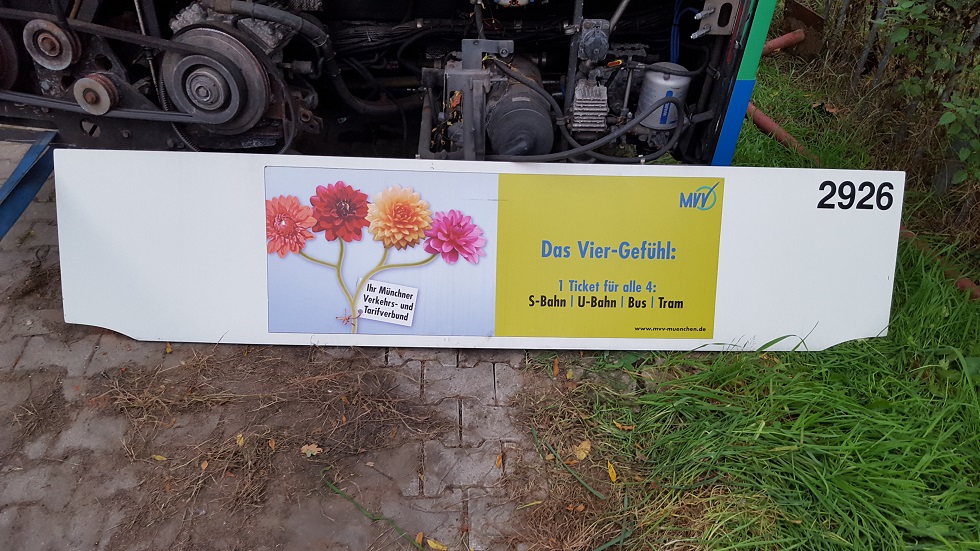 2926
MVV
Das Vier-Gefühl:
1 Ticket für alle 4:
S-Bahn | U-Bahn | Bus | Tram
Ihr Münchner
Verkehrs- und
Tarifverbund
www.mvv-muenchen.de